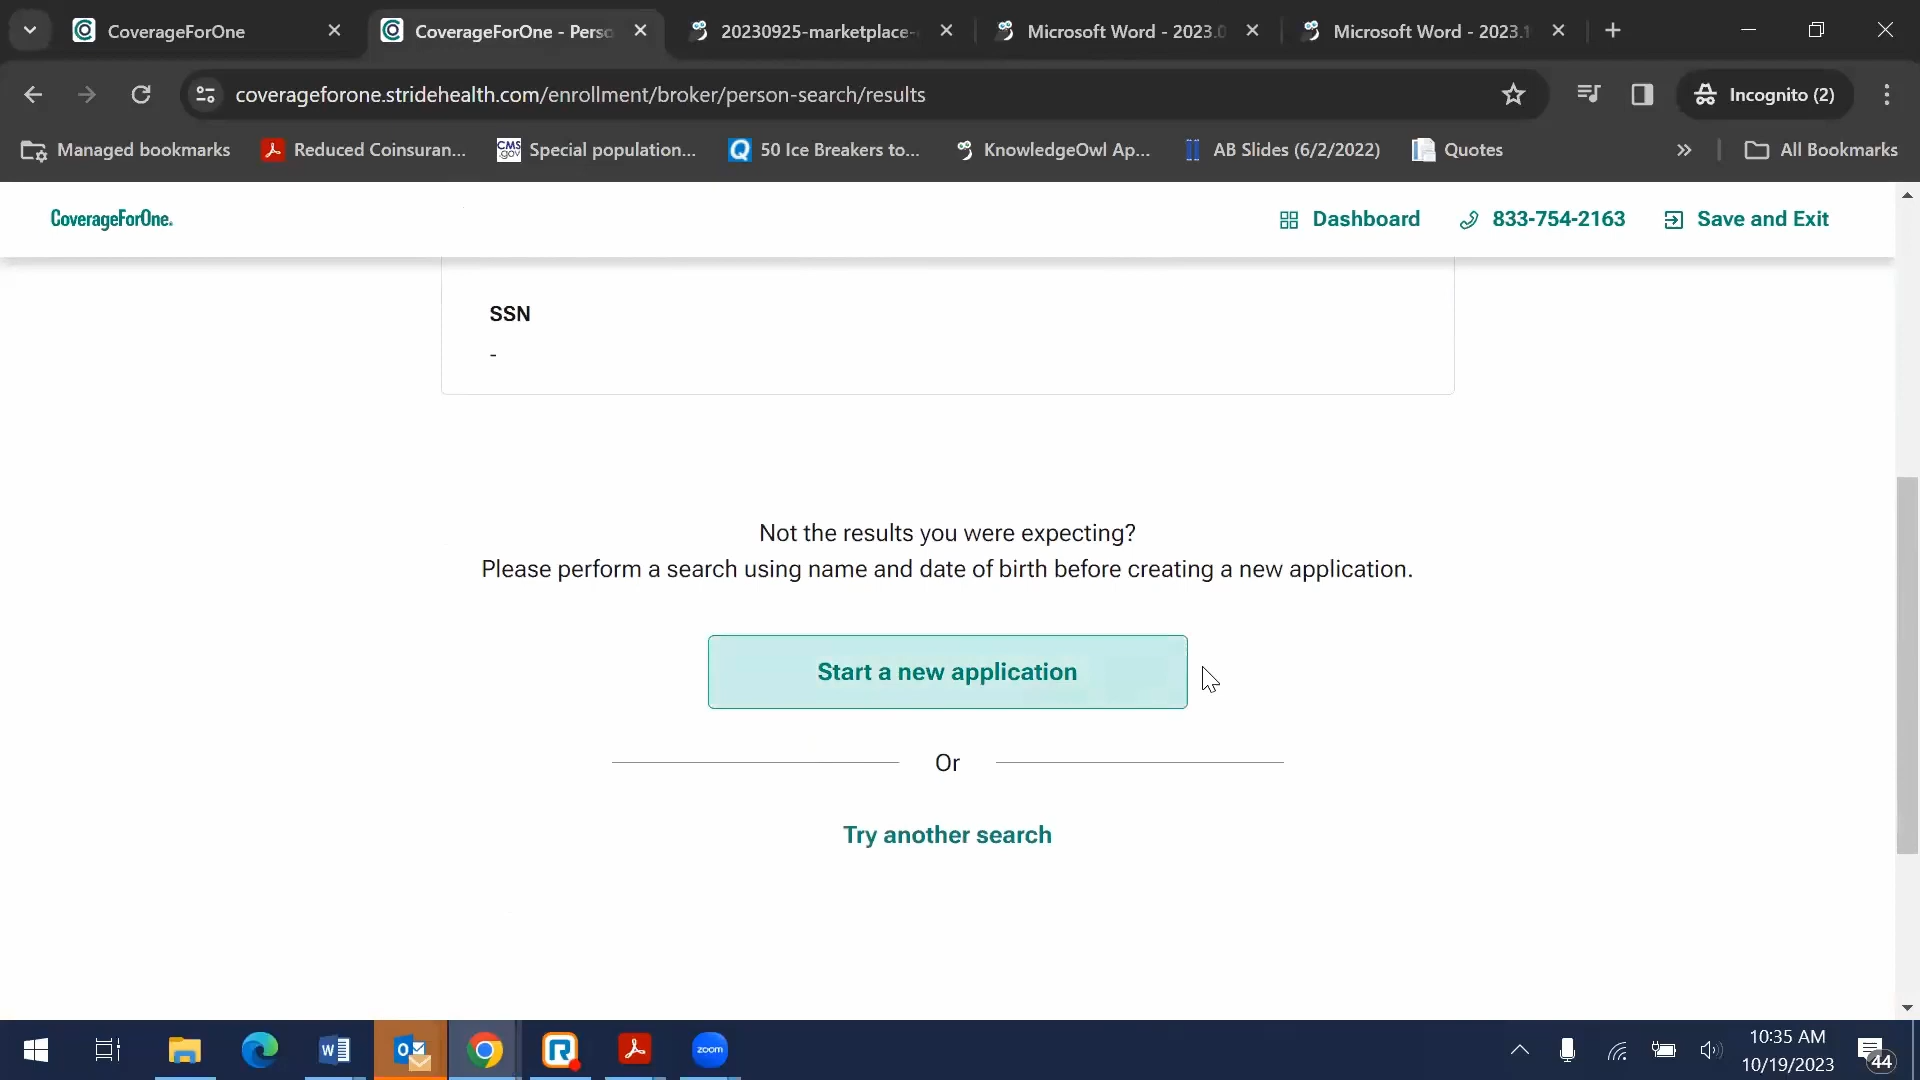 CoverageForOne
CoverageForOne - Perso
20230925-marketplace-
Microsoft Word - 2023.0
Microsoft Word - 2023.1
coverageforone.stridehealth.com/enrollment/broker/person-search/results
Incognito (2)
Managed bookmarks
Reduced Coinsuran...
CMS.gov
Special population...
Q
50 Ice Breakers to...
KnowledgeOwl Ap...
AB Slides (6/2/2022)
Quotes
»
All Bookmarks
CoverageForOne.
Dashboard
833-754-2163
Save and Exit
SSN
-
Not the results you were expecting?
Please perform a search using name and date of birth before creating a new application.
Start a new application
Or
Try another search
zoom
10:35 AM
10/19/2023
44